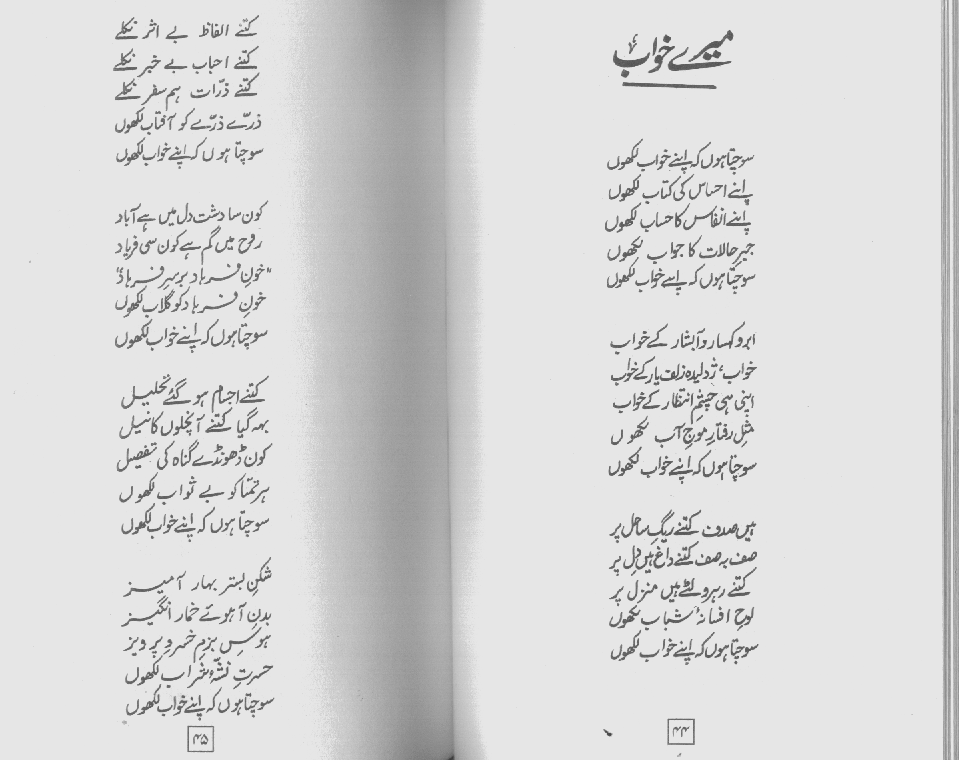 میرے خواب
سوچتا ہوں کہ اپنے خواب لکھوں
اپنے احساس کی کتاب لکھوں
اپنے انفاس کا حساب لکھوں
جبرِ حالات کا جواب لکھوں
سوچتا ہوں کہ اپنے خواب لکھوں
ابر و کہسار و آبشار کے خواب
خواب، ژولیدہ زلفِ یار کے خواب
اپنی ہی چشمِ انتظار کے خواب
مثلِ رفتارِ موجِ آب لکھوں
سوچتا ہوں کہ اپنے خواب لکھوں
ہیں صدف کتنے ریگِ ساحل پر
صف بہ صف کتنے داغ ہیں دل پر
کتنے رہرو لٹے ہیں منزل پر
لوحِ افسانۂ شباب لکھوں
سوچتا ہوں کہ اپنے خواب لکھوں
۴۴
کتنے الفاظ بے اثر نکلے
کتنے احباب بے خبر نکلے
کتنے ذرّات ہم سفر نکلے
ذرّے ذرّے کو آفتاب لکھوں
سوچتا ہوں کہ اپنے خواب لکھوں
کون سا دشت دل میں ہے آباد
روح میں گم ہے کون سی فریاد
"خونِ فرہاد برسرِ فرہاد"
خونِ فرہاد کو گلاب لکھوں
سوچتا ہوں کہ اپنے خواب لکھوں
کتنے اجسام ہو گئے تحلیل
بہہ گیا کتنے آنچلوں کا نیل
کون ڈھونڈے گناہ کی تفصیل
ہر تمنا کو بے ثواب لکھوں
سوچتا ہوں کہ اپنے خواب لکھوں
شکنِ بستر بہار آمیز
بدنِ آہوئے خمار انگیز
ہوسِ بزمِ خسرو پرویز
حسرتِ نشّۂ شراب لکھوں
سوچتا ہوں کہ اپنے خواب لکھوں
۴۵